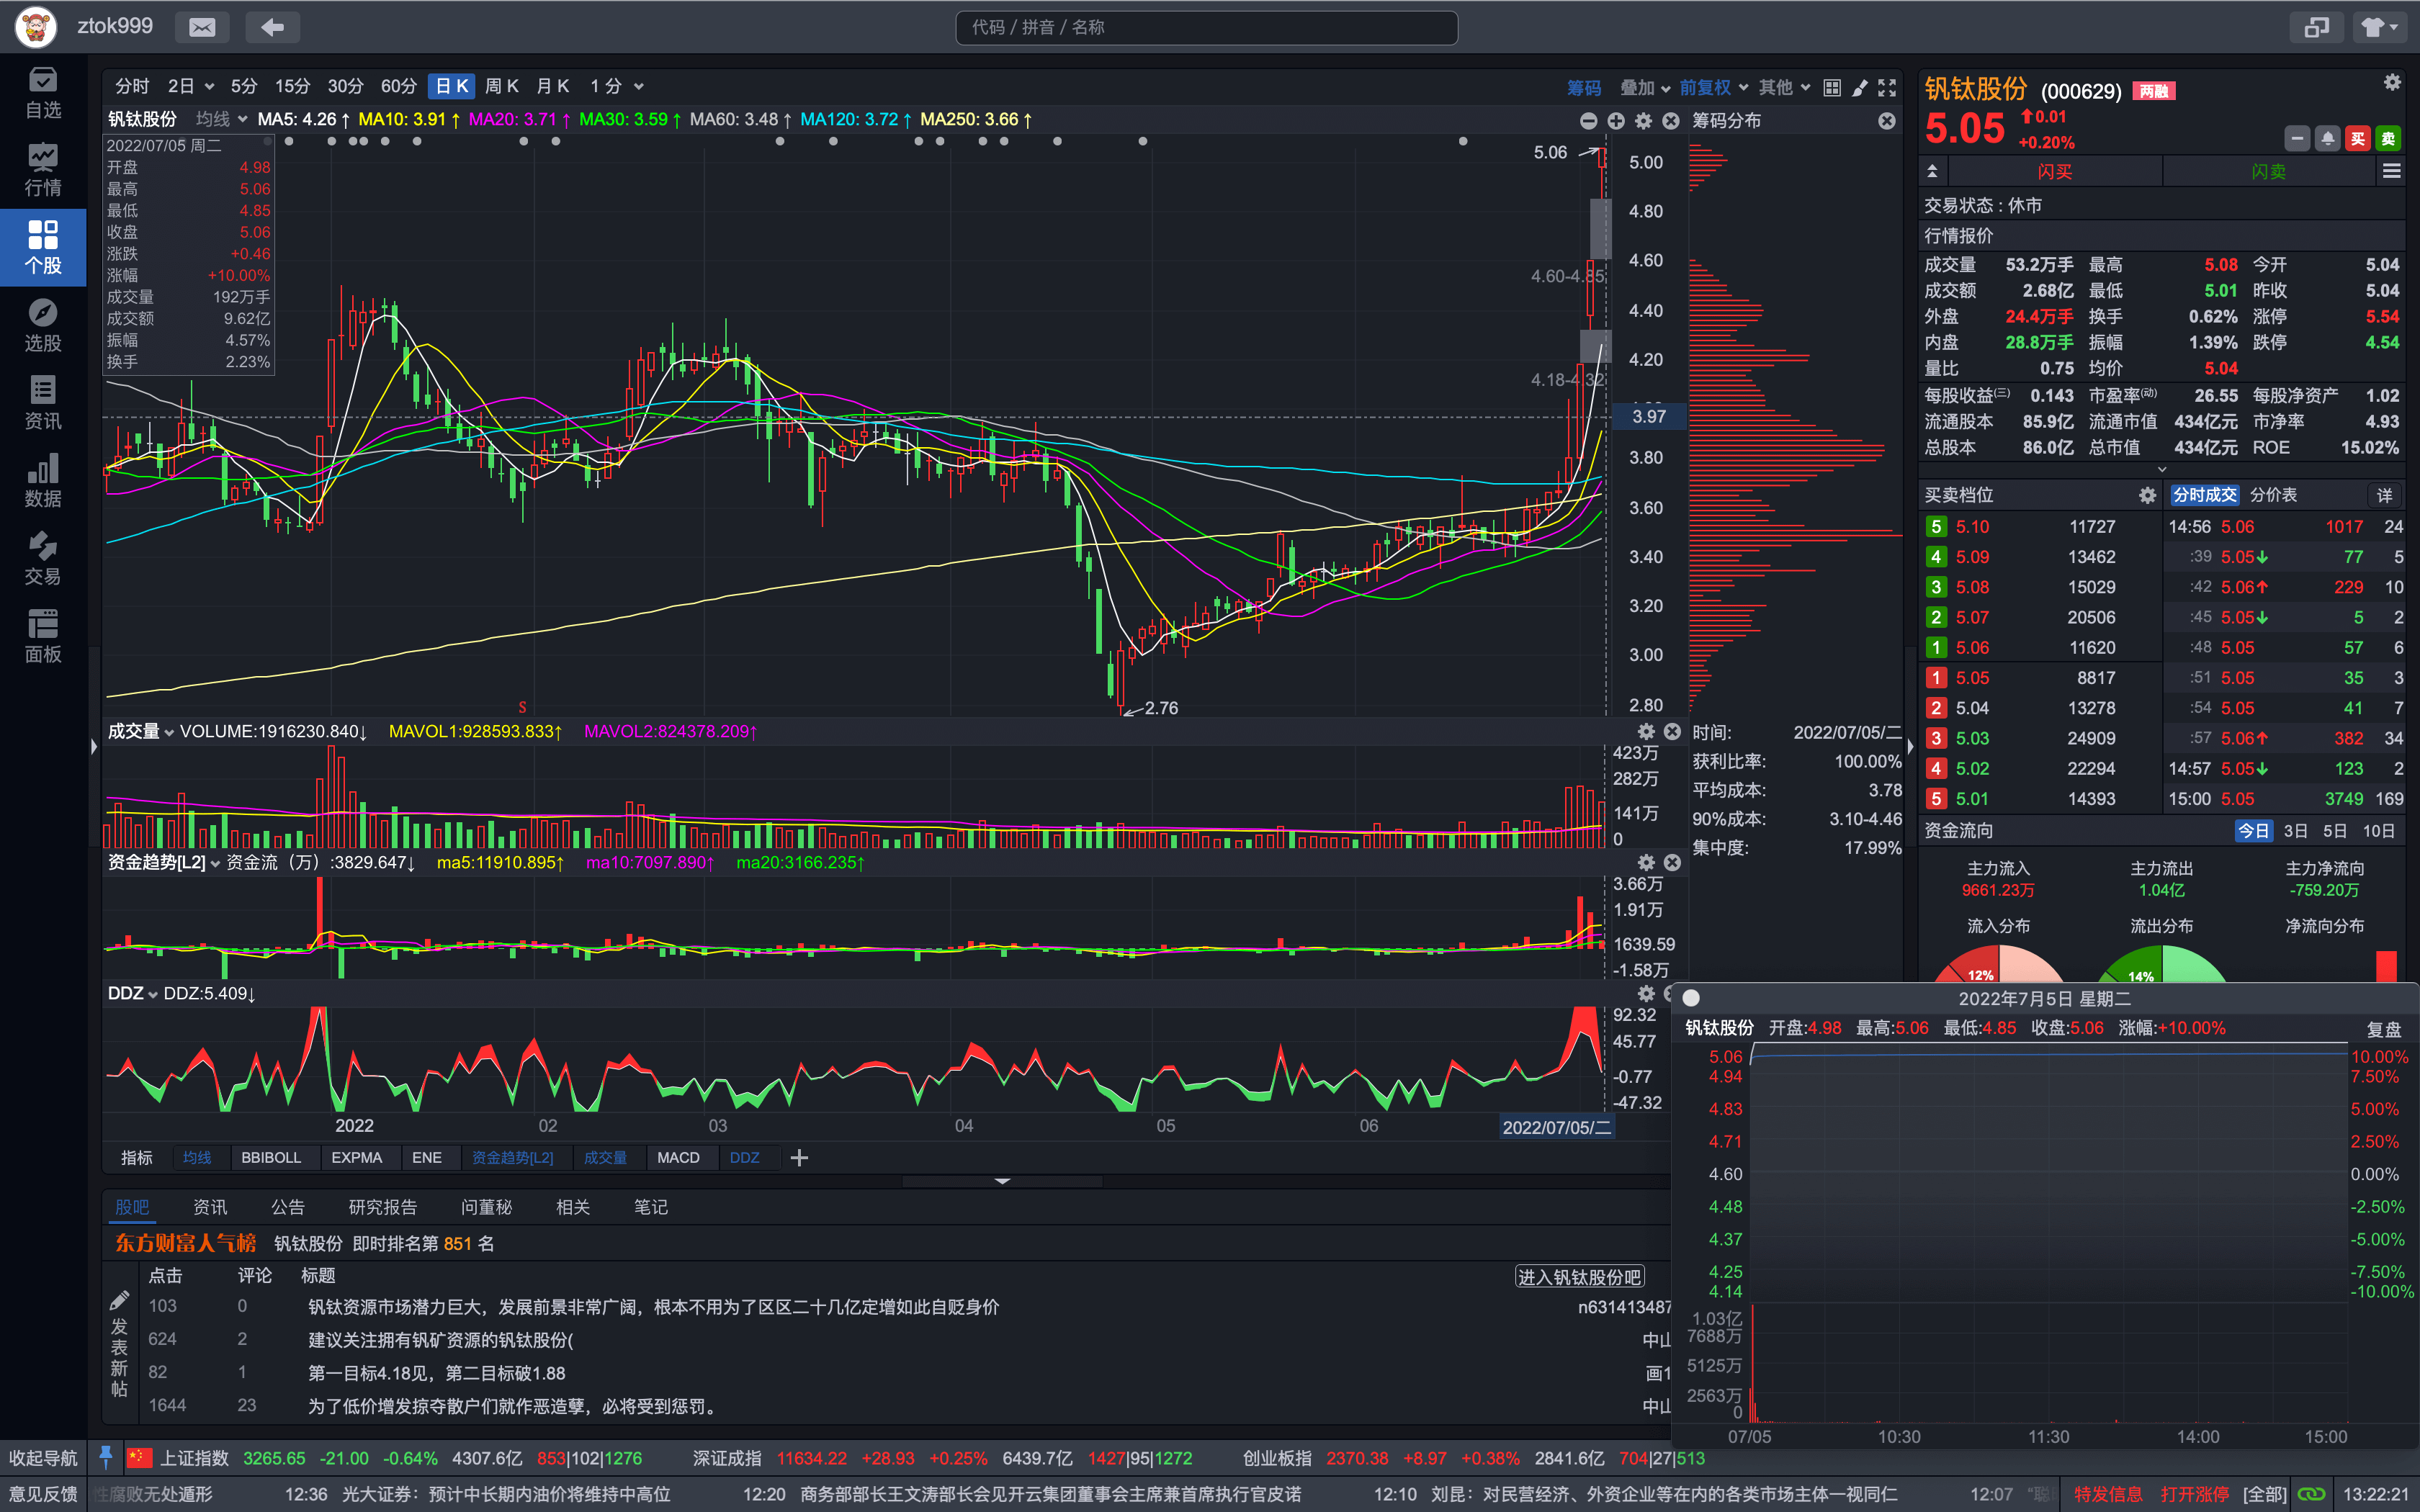 ztok999
代码 / 拼音 / 名称
自选
行情
个股
选股
资讯
数据
交易
面板
分时 2日 5分 15分 30分 60分 日K 周K 月K 1分
筹码 叠加 前复权 其他
钒钛股份 均线 MA5: 4.26↑ MA10: 3.91↑ MA20: 3.71↑ MA30: 3.59↑ MA60: 3.48↑ MA120: 3.72↑ MA250: 3.66↑
筹码分布
2022/07/05 周二
开盘 4.98
最高 5.06
最低 4.85
收盘 5.06
涨跌 +0.46
涨幅 +10.00%
成交量 192万手
成交额 9.62亿
振幅 4.57%
换手 2.23%
5.06
4.60-4.85
4.18-4.32
2.76
S
5.00
4.80
4.60
4.40
4.20
3.97
3.80
3.60
3.40
3.20
3.00
2.80
成交量 VOLUME:1916230.840↓ MAVOL1:928593.833↑ MAVOL2:824378.209↑
423万
282万
141万
0
时间: 2022/07/05/二
获利比率: 100.00%
平均成本: 3.78
90%成本: 3.10-4.46
集中度: 17.99%
资金趋势[L2] 资金流（万）:3829.647↓ ma5:11910.895↑ ma10:7097.890↑ ma20:3166.235↑
3.66万
1.91万
1639.59
-1.58万
DDZ DDZ:5.409↓
92.32
45.77
-0.77
-47.32
2022 02 03 04 05 06 2022/07/05/二
指标 均线 BBIBOLL EXPMA ENE 资金趋势[L2] 成交量 MACD DDZ
股吧 资讯 公告 研究报告 问董秘 相关 笔记
东方财富人气榜 钒钛股份 即时排名第 851 名
点击 评论 标题
进入钒钛股份吧
发表新帖
103 0 钒钛资源市场潜力巨大，发展前景非常广阔，根本不用为了区区二十几亿定增如此自贬身价 n631413487
624 2 建议关注拥有钒矿资源的钒钛股份( 中山
82 1 第一目标4.18见，第二目标破1.88 画1
1644 23 为了低价增发掠夺散户们就作恶造孽，必将受到惩罚。 中山
钒钛股份 (000629) 两融
5.05 0.01
+0.20%
买 卖
闪买 闪卖
交易状态 : 休市
行情报价
成交量 53.2万手 最高 5.08 今开 5.04
成交额 2.68亿 最低 5.01 昨收 5.04
外盘 24.4万手 换手 0.62% 涨停 5.54
内盘 28.8万手 振幅 1.39% 跌停 4.54
量比 0.75 均价 5.04
每股收益(三) 0.143 市盈率(动) 26.55 每股净资产 1.02
流通股本 85.9亿 流通市值 434亿元 市净率 4.93
总股本 86.0亿 总市值 434亿元 ROE 15.02%
买卖档位
5 5.10 11727
4 5.09 13462
3 5.08 15029
2 5.07 20506
1 5.06 11620
1 5.05 8817
2 5.04 13278
3 5.03 24909
4 5.02 22294
5 5.01 14393
分时成交 分价表 详
14:56 5.06 1017 24
:39 5.05↓ 77 5
:42 5.06↑ 229 10
:45 5.05↓ 5 2
:48 5.05 57 6
:51 5.05 35 3
:54 5.05 41 7
:57 5.06↑ 382 34
14:57 5.05↓ 123 2
15:00 5.05 3749 169
资金流向 今日 3日 5日 10日
主力流入 主力流出 主力净流向
9661.23万 1.04亿 -759.20万
流入分布 流出分布 净流向分布
12% 14%
2022年7月5日 星期二
钒钛股份 开盘:4.98 最高:5.06 最低:4.85 收盘:5.06 涨幅:+10.00% 复盘
5.06 10.00%
4.94 7.50%
4.83 5.00%
4.71 2.50%
4.60 0.00%
4.48 -2.50%
4.37 -5.00%
4.25 -7.50%
4.14 -10.00%
1.03亿
7688万
5125万
2563万
0
07/05 10:30 11:30 14:00 15:00
收起导航 上证指数 3265.65 -21.00 -0.64% 4307.6亿 853|102|1276 深证成指 11634.22 +28.93 +0.25% 6439.7亿 1427|95|1272 创业板指 2370.38 +8.97 +0.38% 2841.6亿 704|27|513
意见反馈 性腐败无处遁形 12:36 光大证券：预计中长期内油价将维持中高位 12:20 商务部部长王文涛部长会见开云集团董事会主席兼首席执行官皮诺 12:10 刘昆：对民营经济、外资企业等在内的各类市场主体一视同仁 12:07 特发信息 打开涨停 [全部] 13:22:21